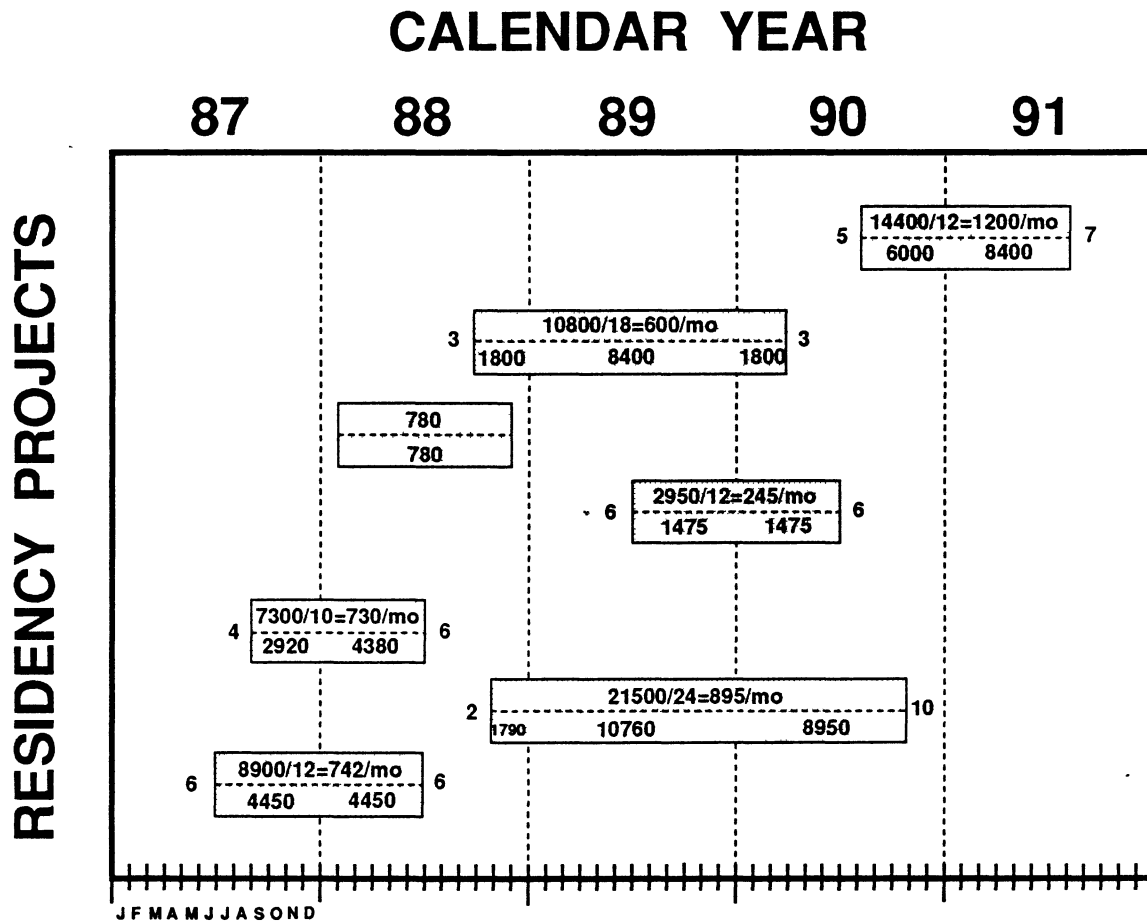 CALENDAR YEAR
87 88 89 90 91
RESIDENCY PROJECTS
14400/12=1200/mo
5 7
6000 8400
10800/18=600/mo
3 3
1800 8400 1800
780
780
2950/12=245/mo
6 6
1475 1475
7300/10=730/mo
4 6
2920 4380
21500/24=895/mo
2 10
1790 10760 8950
8900/12=742/mo
6 6
4450 4450
J F M A M J J A S O N D